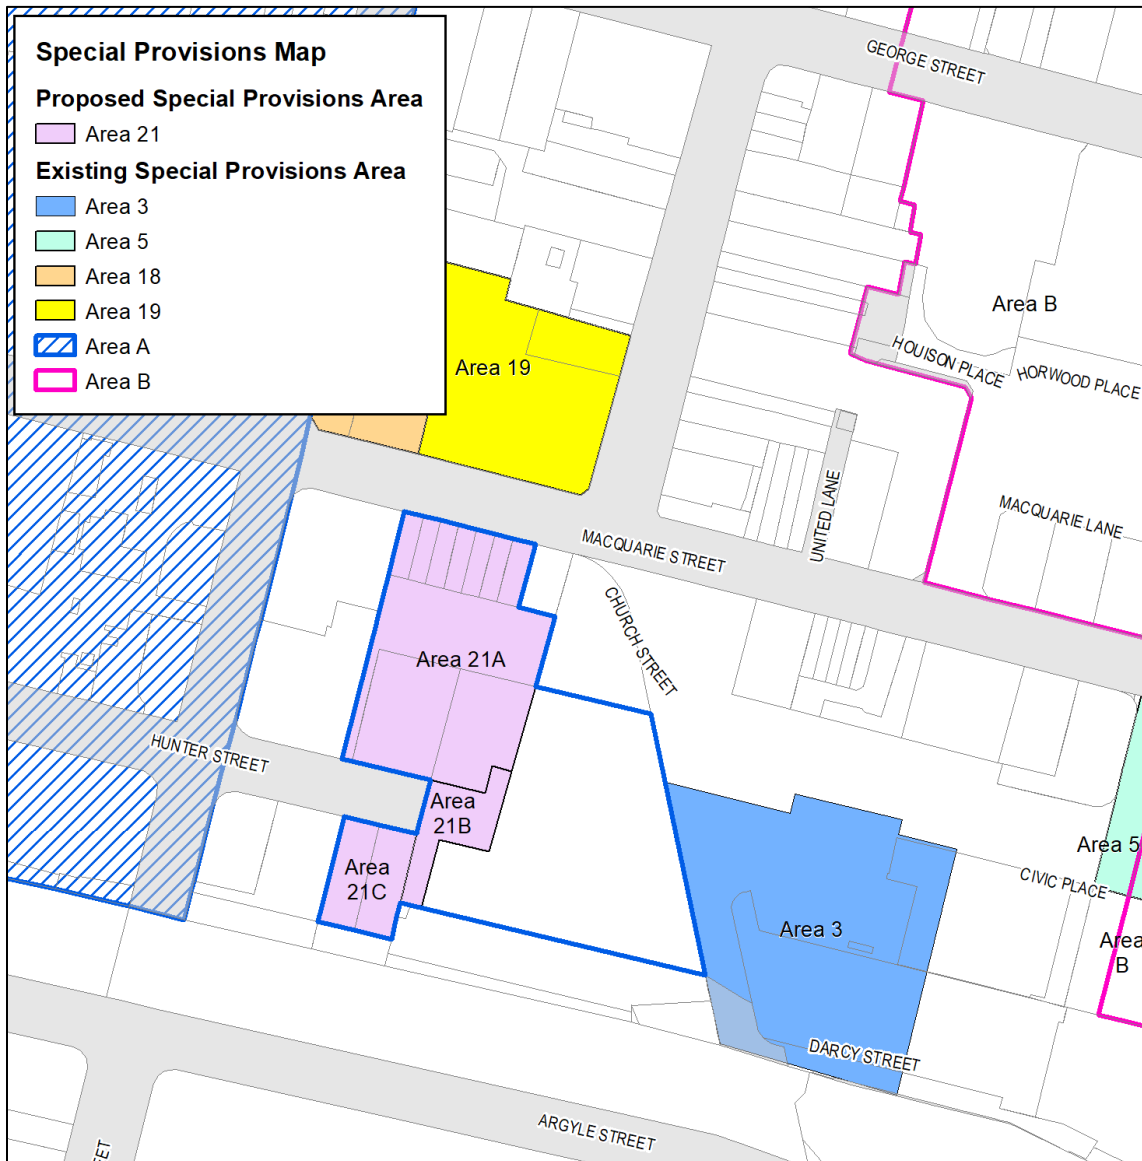 Special Provisions Map
Proposed Special Provisions Area
Area 21
Existing Special Provisions Area
Area 3
Area 5
Area 18
Area 19
Area A
Area B
GEORGE STREET
Area B
HOUISON PLACE
HORWOOD PLACE
Area 19
UNITED LANE
MACQUARIE LANE
MACQUARIE STREET
CHURCH STREET
Area 21A
HUNTER STREET
Area
21B
Area
21C
Area 5
CIVIC PLACE
Area 3
Area
B
DARCY STREET
ARGYLE STREET